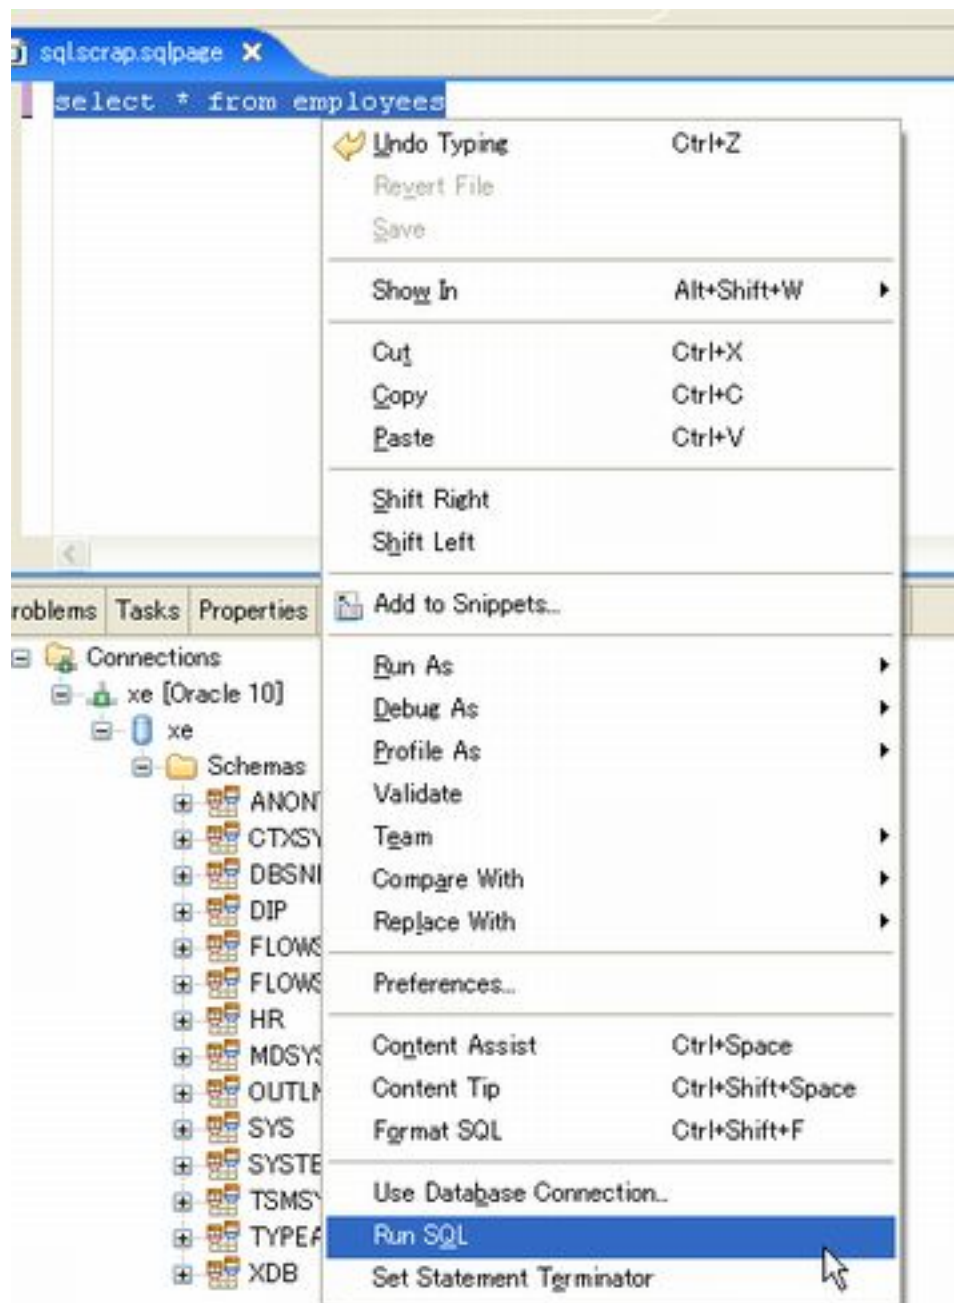 sql.scrap.sqlpage
select * from employees
Undo Typing Ctrl+Z
Revert File
Save
Show In Alt+Shift+W
Cut Ctrl+X
Copy Ctrl+C
Paste Ctrl+V
Shift Right
Shift Left
Add to Snippets...
roblems Tasks Properties
Connections
xe [Oracle 10]
xe
Schemas
ANON
CTXSY
DBSNI
DIP
FLOWS
FLOWS
HR
MDSYS
OUTLN
SYS
SYSTE
TSMSY
TYPEA
XDB
Run As
Debug As
Profile As
Validate
Team
Compare With
Replace With
Preferences...
Content Assist Ctrl+Space
Content Tip Ctrl+Shift+Space
Format SQL Ctrl+Shift+F
Use Database Connection...
Run SQL
Set Statement Terminator